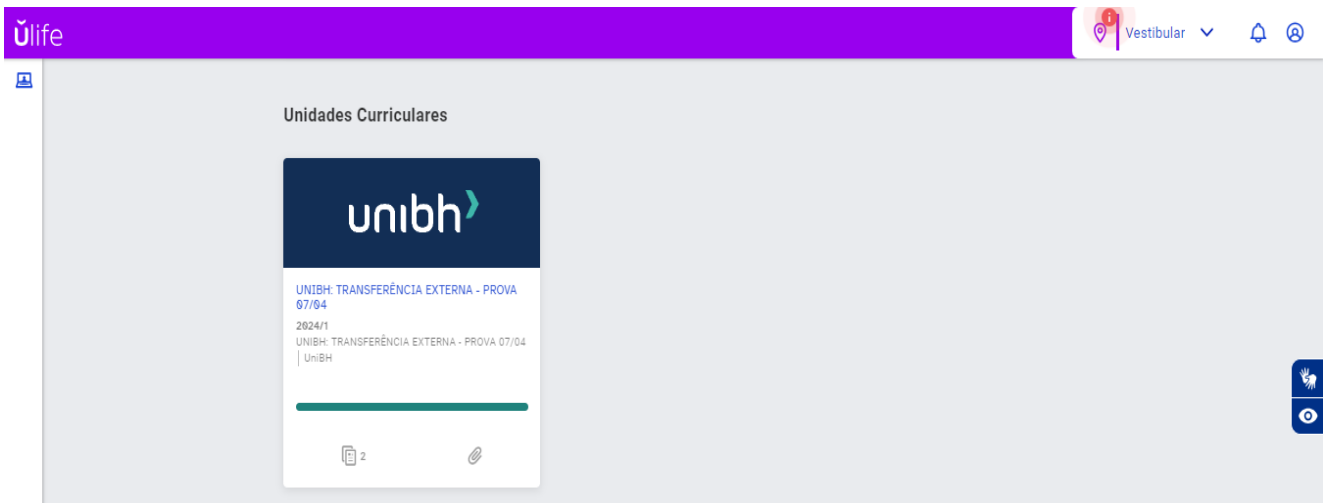 Ŭlife
i
Vestibular
Unidades Curriculares
unibh
UNIBH: TRANSFERÊNCIA EXTERNA - PROVA
07/04
2024/1
UNIBH: TRANSFERÊNCIA EXTERNA - PROVA 07/04
| UniBH
2